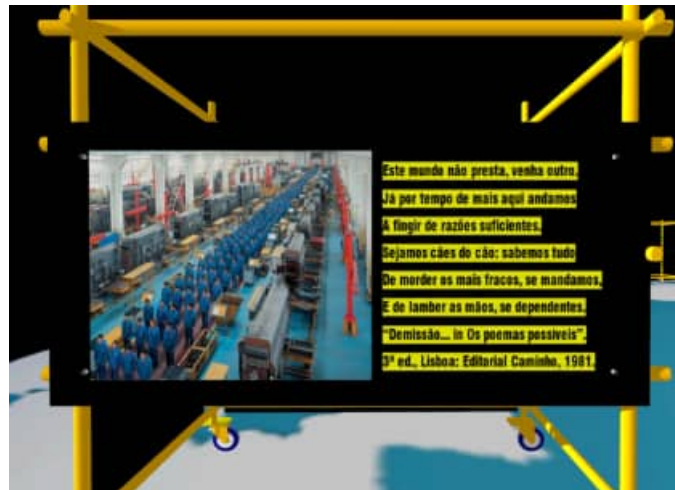 Este mundo não presta, venha outro.
Já por tempo de mais aqui andamos
A fingir de razões suficientes.
Sejamos cães do cão: sabemos tudo
De morder os mais fracos, se mandamos,
E de lamber as mãos, se dependentes.
“Demissão... in Os poemas possíveis”.
3ª ed., Lisboa: Editorial Caminho, 1981.